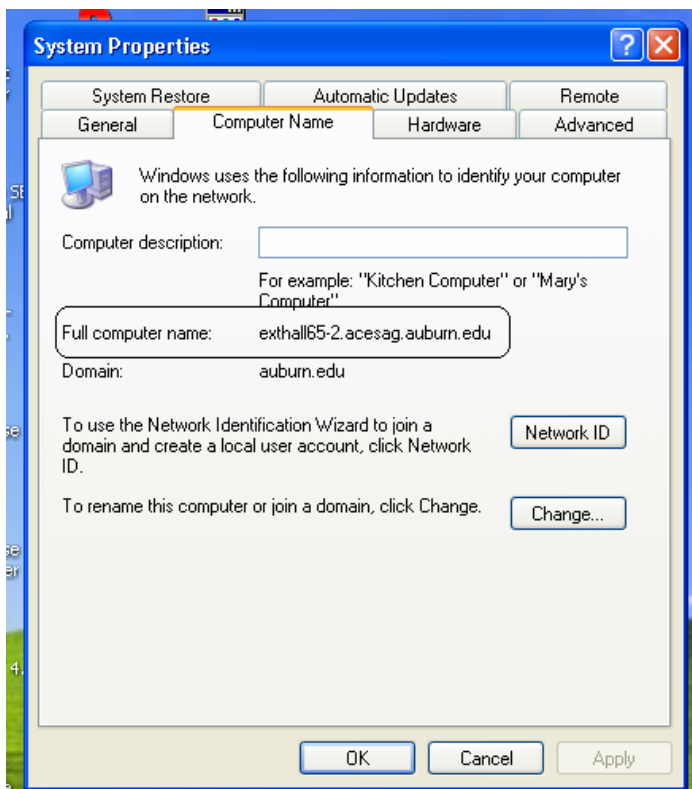 System Properties
System Restore Automatic Updates Remote
General Computer Name Hardware Advanced
Windows uses the following information to identify your computer
on the network.
Computer description:
For example: "Kitchen Computer" or "Mary's
Computer"
Full computer name: exthall65-2.acesag.auburn.edu
Domain: auburn.edu
To use the Network Identification Wizard to join a
domain and create a local user account, click Network
ID.
Network ID
To rename this computer or join a domain, click Change.
Change...
OK Cancel Apply